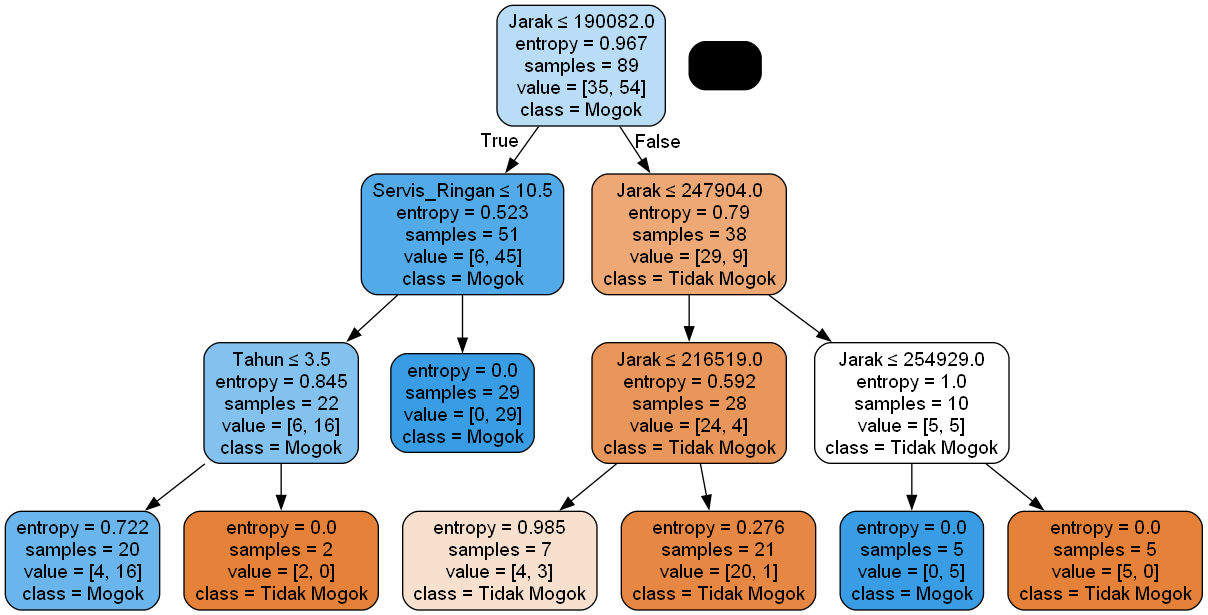 Jarak ≤ 190082.0
entropy = 0.967
samples = 89
value = [35, 54]
class = Mogok
True
False
Servis_Ringan ≤ 10.5
entropy = 0.523
samples = 51
value = [6, 45]
class = Mogok
Jarak ≤ 247904.0
entropy = 0.79
samples = 38
value = [29, 9]
class = Tidak Mogok
Tahun ≤ 3.5
entropy = 0.845
samples = 22
value = [6, 16]
class = Mogok
entropy = 0.0
samples = 29
value = [0, 29]
class = Mogok
Jarak ≤ 216519.0
entropy = 0.592
samples = 28
value = [24, 4]
class = Tidak Mogok
Jarak ≤ 254929.0
entropy = 1.0
samples = 10
value = [5, 5]
class = Tidak Mogok
entropy = 0.722
samples = 20
value = [4, 16]
class = Mogok
entropy = 0.0
samples = 2
value = [2, 0]
class = Tidak Mogok
entropy = 0.985
samples = 7
value = [4, 3]
class = Tidak Mogok
entropy = 0.276
samples = 21
value = [20, 1]
class = Tidak Mogok
entropy = 0.0
samples = 5
value = [0, 5]
class = Mogok
entropy = 0.0
samples = 5
value = [5, 0]
class = Tidak Mogok